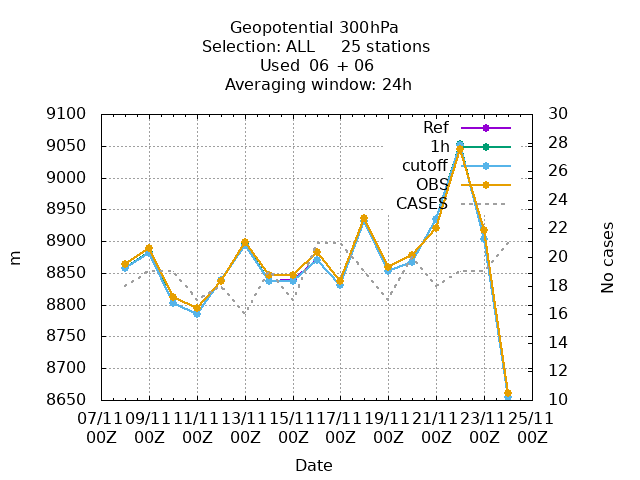 Geopotential 300hPa
Selection: ALL 25 stations
Used 06 + 06
Averaging window: 24h
9100
9050
9000
8950
8900
8850
8800
8750
8700
8650
m
30
28
26
24
22
20
18
16
14
12
10
No cases
Ref
1h
cutoff
OBS
CASES
07/11 09/11 11/11 13/11 15/11 17/11 19/11 21/11 23/11 25/11
00Z 00Z 00Z 00Z 00Z 00Z 00Z 00Z 00Z 00Z
Date